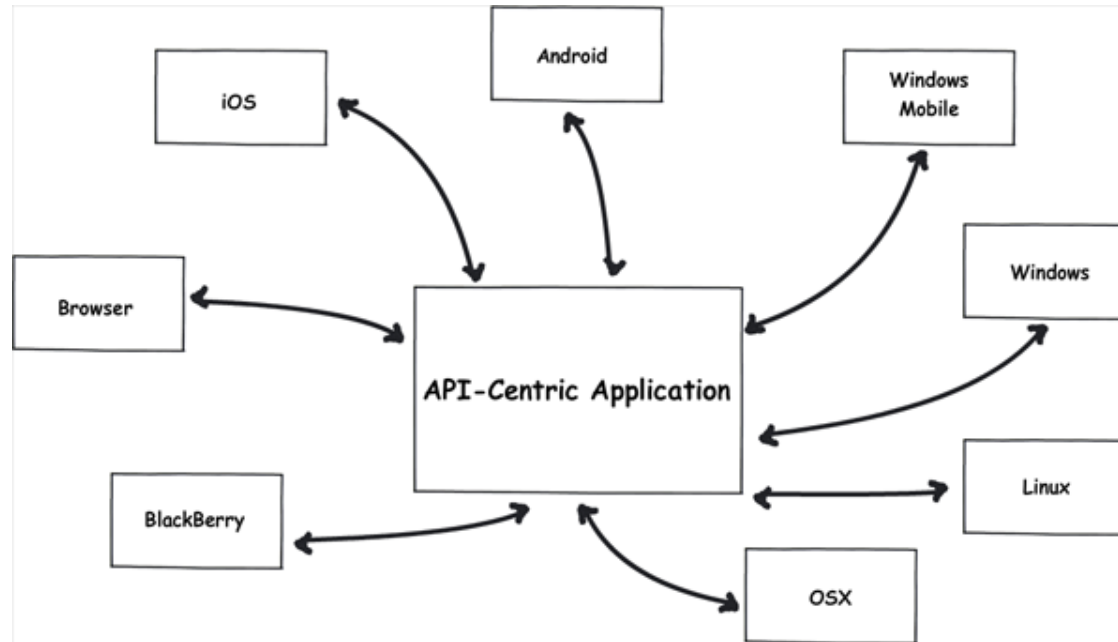 Android
iOS
Windows
Mobile
Windows
Browser
API-Centric Application
Linux
BlackBerry
OSX